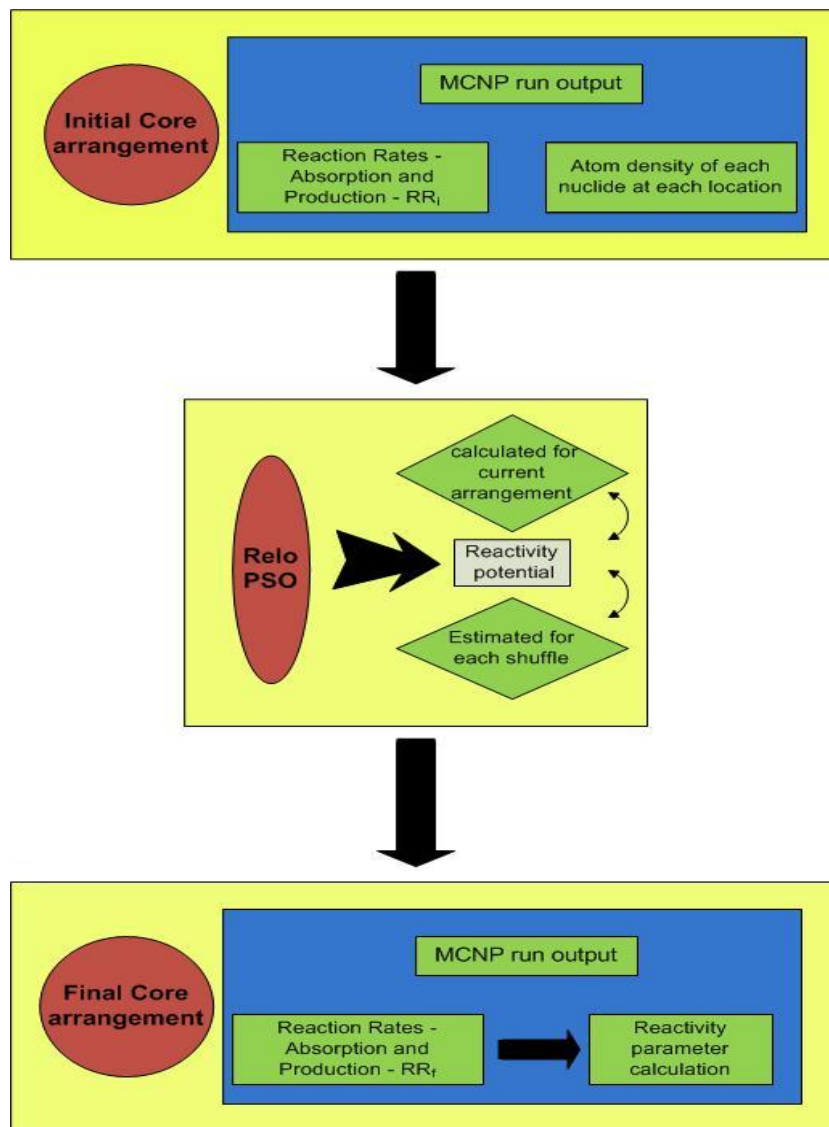 MCNP run output
Initial Core
arrangement
Reaction Rates -
Absorption and
Production - RRi
Atom density of each
nuclide at each location
calculated for
current
arrangement
Relo
PSO
Reactivity
potential
Estimated for
each shuffle
MCNP run output
Final Core
arrangement
Reaction Rates -
Absorption and
Production - RRf
Reactivity
parameter
calculation